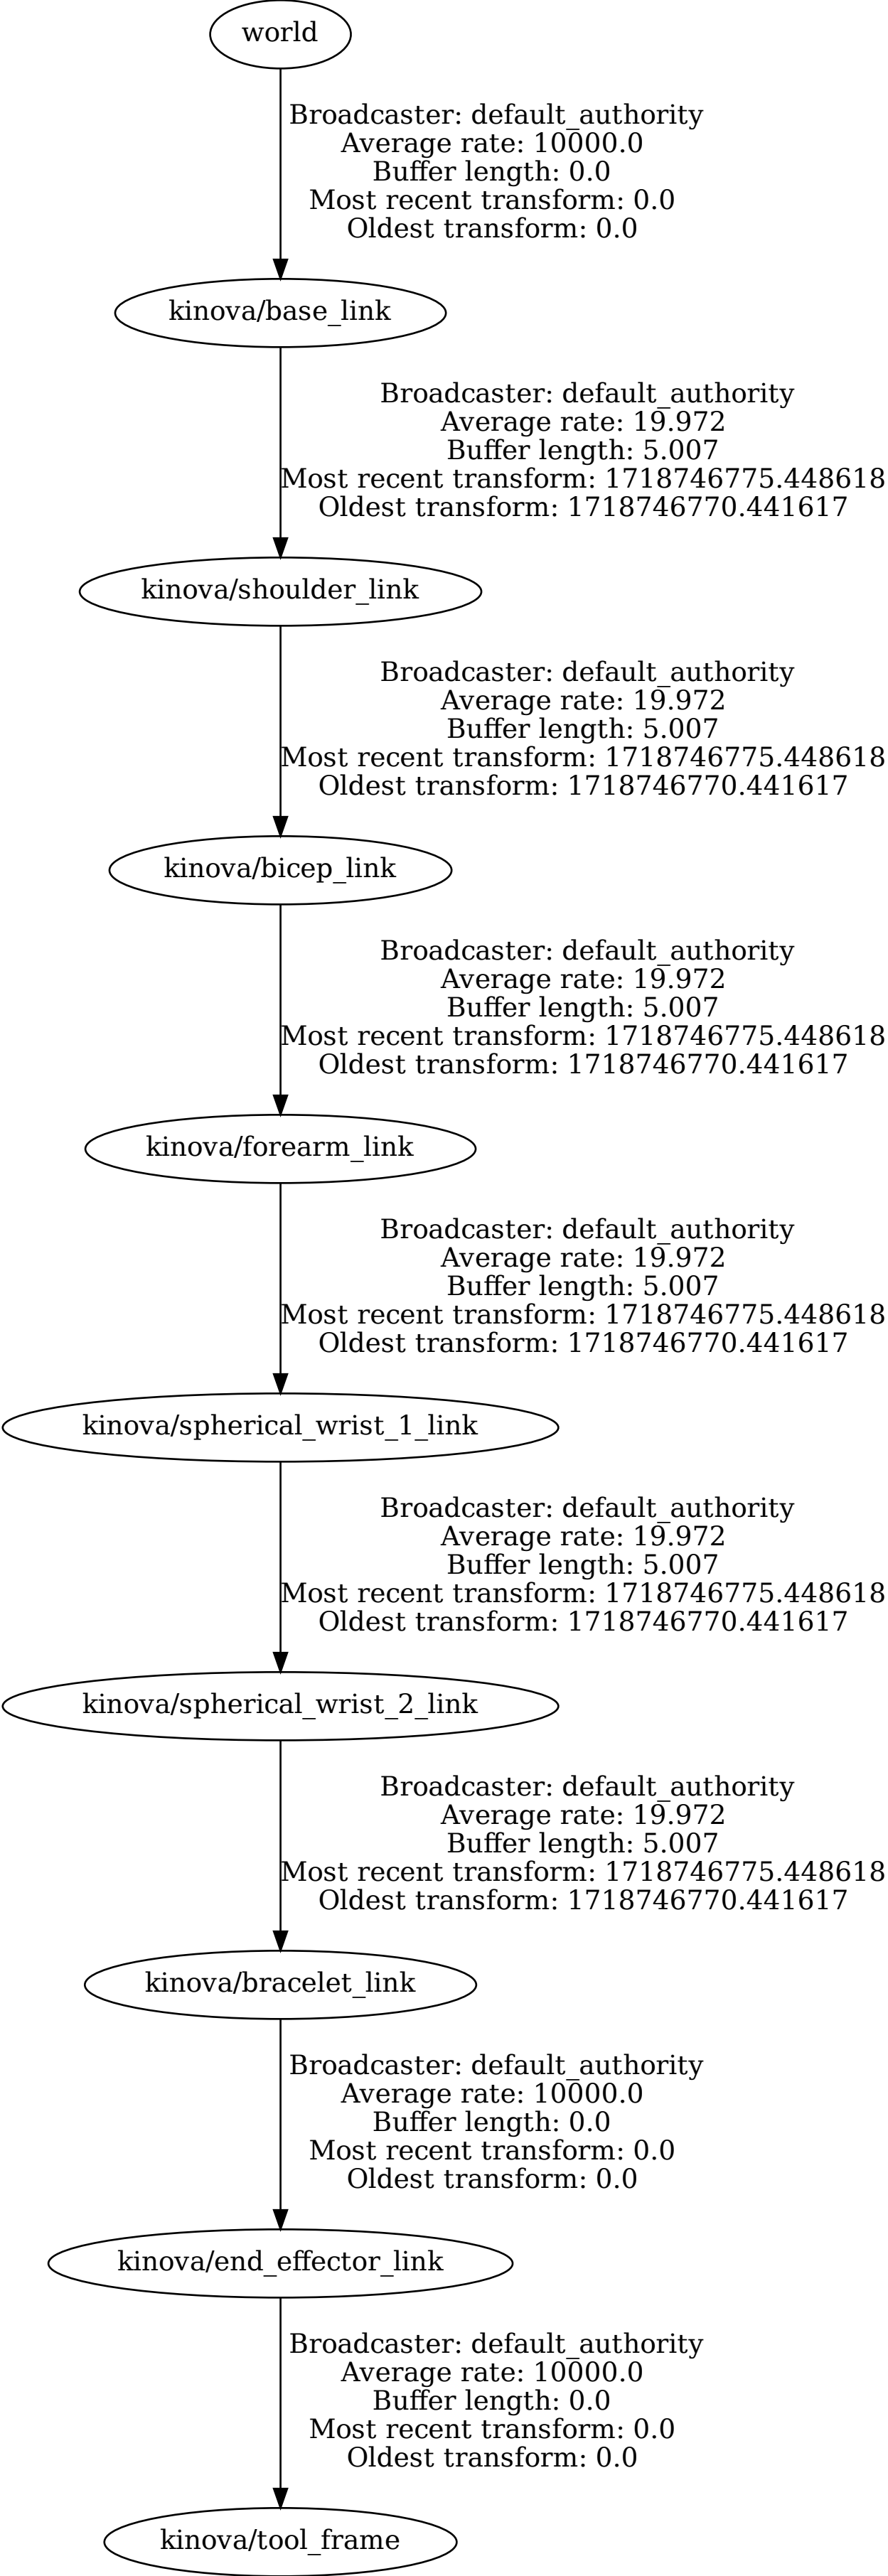 world
Broadcaster: default_authority
Average rate: 10000.0
Buffer length: 0.0
Most recent transform: 0.0
Oldest transform: 0.0
kinova/base_link
Broadcaster: default_authority
Average rate: 19.972
Buffer length: 5.007
Most recent transform: 1718746775.448618
Oldest transform: 1718746770.441617
kinova/shoulder_link
Broadcaster: default_authority
Average rate: 19.972
Buffer length: 5.007
Most recent transform: 1718746775.448618
Oldest transform: 1718746770.441617
kinova/bicep_link
Broadcaster: default_authority
Average rate: 19.972
Buffer length: 5.007
Most recent transform: 1718746775.448618
Oldest transform: 1718746770.441617
kinova/forearm_link
Broadcaster: default_authority
Average rate: 19.972
Buffer length: 5.007
Most recent transform: 1718746775.448618
Oldest transform: 1718746770.441617
kinova/spherical_wrist_1_link
Broadcaster: default_authority
Average rate: 19.972
Buffer length: 5.007
Most recent transform: 1718746775.448618
Oldest transform: 1718746770.441617
kinova/spherical_wrist_2_link
Broadcaster: default_authority
Average rate: 19.972
Buffer length: 5.007
Most recent transform: 1718746775.448618
Oldest transform: 1718746770.441617
kinova/bracelet_link
Broadcaster: default_authority
Average rate: 10000.0
Buffer length: 0.0
Most recent transform: 0.0
Oldest transform: 0.0
kinova/end_effector_link
Broadcaster: default_authority
Average rate: 10000.0
Buffer length: 0.0
Most recent transform: 0.0
Oldest transform: 0.0
kinova/tool_frame